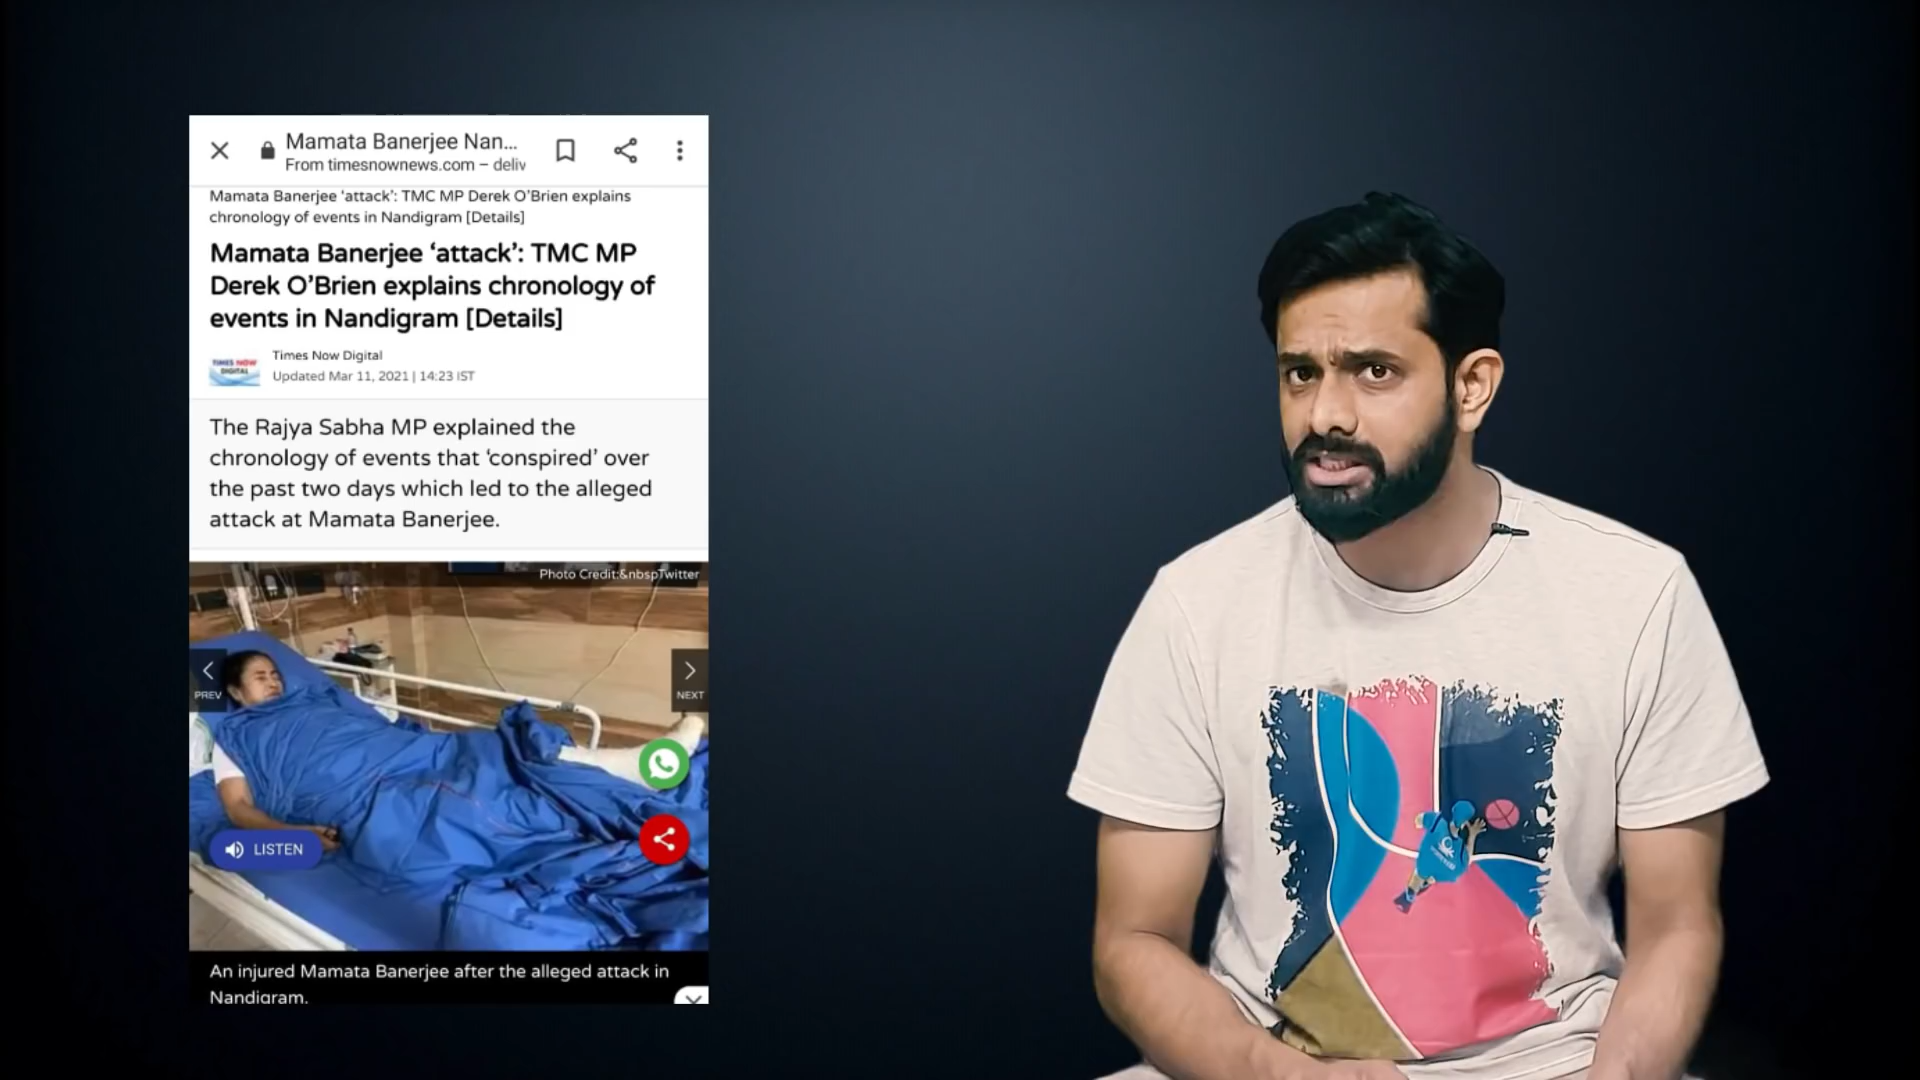 Mamata Banerjee Nan...
From timesnownews.com – deliv
Mamata Banerjee ‘attack’: TMC MP Derek O’Brien explains
chronology of events in Nandigram [Details]
Mamata Banerjee ‘attack’: TMC MP
Derek O’Brien explains chronology of
events in Nandigram [Details]
TIMES NOW
DIGITAL
Times Now Digital
Updated Mar 11, 2021 | 14:23 IST
The Rajya Sabha MP explained the
chronology of events that ‘conspired’ over
the past two days which led to the alleged
attack at Mamata Banerjee.
Photo Credit:&nbspTwitter
PREV
NEXT
LISTEN
An injured Mamata Banerjee after the alleged attack in
Nandigram.